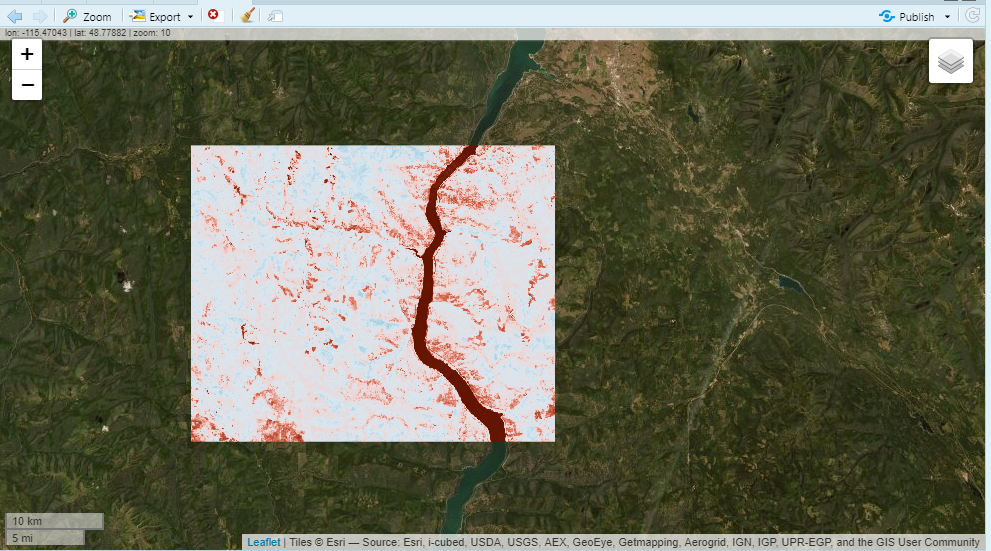 Zoom Export Publish
lon: -115.47043 | lat: 48.77882 | zoom: 10
+
−
10 km
5 mi
Leaflet | Tiles © Esri — Source: Esri, i-cubed, USDA, USGS, AEX, GeoEye, Getmapping, Aerogrid, IGN, IGP, UPR-EGP, and the GIS User Community